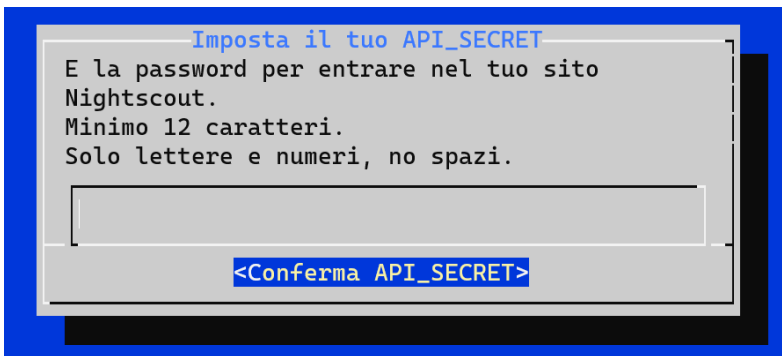 Imposta il tuo API_SECRET
E la password per entrare nel tuo sito
Nightscout.
Minimo 12 caratteri.
Solo lettere e numeri, no spazi.
<Conferma API_SECRET>